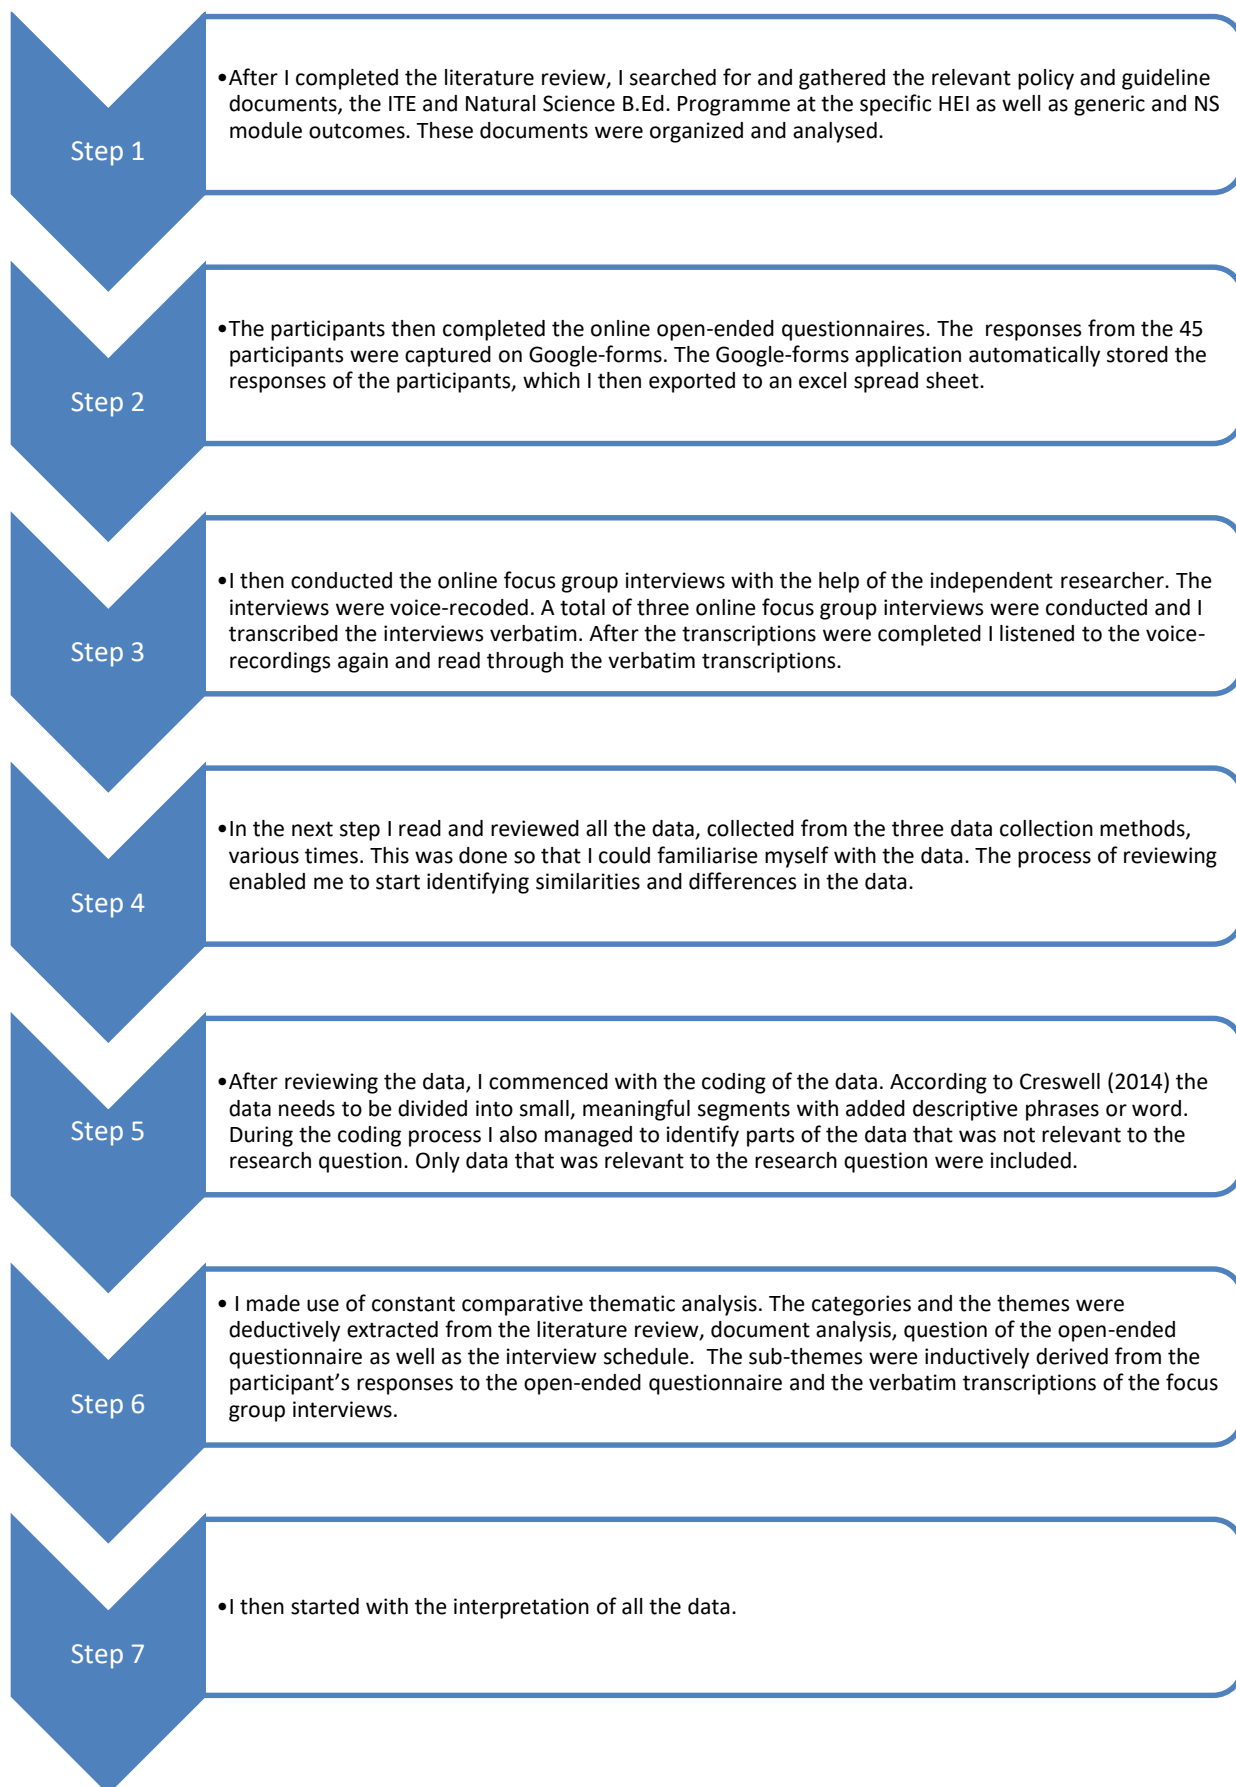 Step 1
•After I completed the literature review, I searched for and gathered the relevant policy and guideline
documents, the ITE and Natural Science B.Ed. Programme at the specific HEI as well as generic and NS
module outcomes. These documents were organized and analysed.
Step 2
•The participants then completed the online open-ended questionnaires. The  responses from the 45
participants were captured on Google-forms. The Google-forms application automatically stored the
responses of the participants, which I then exported to an excel spread sheet.
Step 3
•I then conducted the online focus group interviews with the help of the independent researcher. The
interviews were voice-recoded. A total of three online focus group interviews were conducted and I
transcribed the interviews verbatim. After the transcriptions were completed I listened to the voice-
recordings again and read through the verbatim transcriptions.
Step 4
•In the next step I read and reviewed all the data, collected from the three data collection methods,
various times. This was done so that I could familiarise myself with the data. The process of reviewing
enabled me to start identifying similarities and differences in the data.
Step 5
•After reviewing the data, I commenced with the coding of the data. According to Creswell (2014) the
data needs to be divided into small, meaningful segments with added descriptive phrases or word.
During the coding process I also managed to identify parts of the data that was not relevant to the
research question. Only data that was relevant to the research question were included.
Step 6
• I made use of constant comparative thematic analysis. The categories and the themes were
deductively extracted from the literature review, document analysis, question of the open-ended
questionnaire as well as the interview schedule.  The sub-themes were inductively derived from the
participant's responses to the open-ended questionnaire and the verbatim transcriptions of the focus
group interviews.
Step 7
•I then started with the interpretation of all the data.